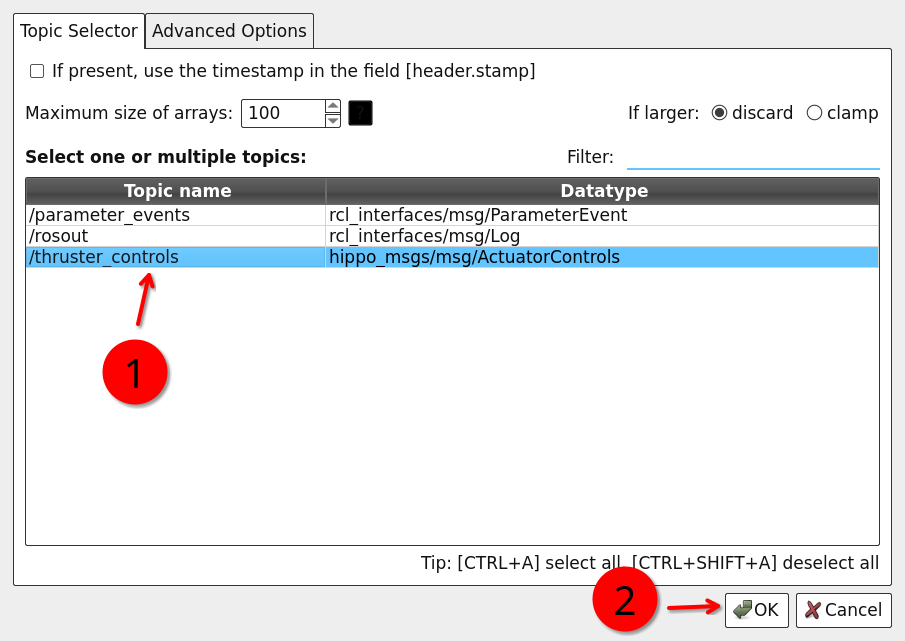 Topic Selector Advanced Options
If present, use the timestamp in the field [header.stamp]
Maximum size of arrays: 100 ? If larger: discard clamp
Select one or multiple topics: Filter:
Topic name Datatype
/parameter_events rcl_interfaces/msg/ParameterEvent
/rosout rcl_interfaces/msg/Log
/thruster_controls hippo_msgs/msg/ActuatorControls
1
Tip: [CTRL+A] select all, [CTRL+SHIFT+A] deselect all
2 OK Cancel